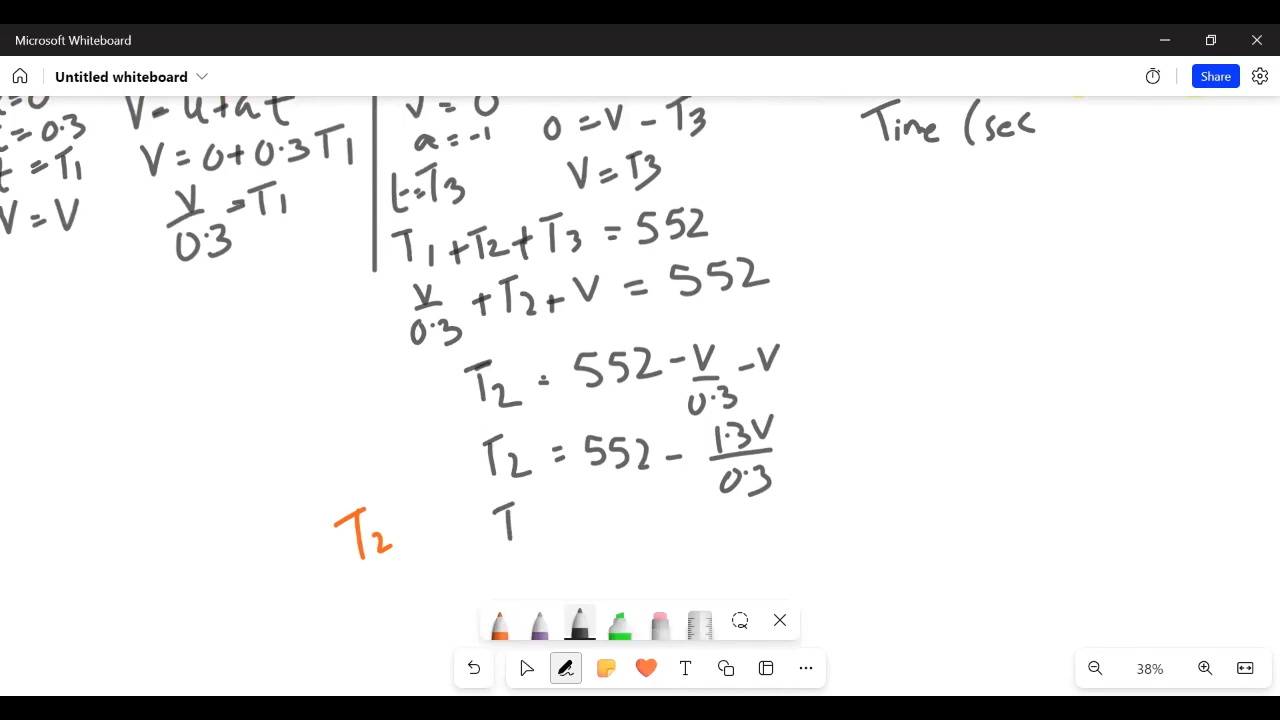 Microsoft Whiteboard
Untitled whiteboard
Share
t = 0.3
t = T1
V = V
V = u + at
V = 0 + 0.3 T1
V/0.3 = T1
V = 0
a = -1
t = T3
0 = V - T3
V = T3
T1 + T2 + T3 = 552
V/0.3 + T2 + V = 552
T2 = 552 - V/0.3 - V
T2 = 552 - 1.3V/0.3
T
T2
Time (sec
38%